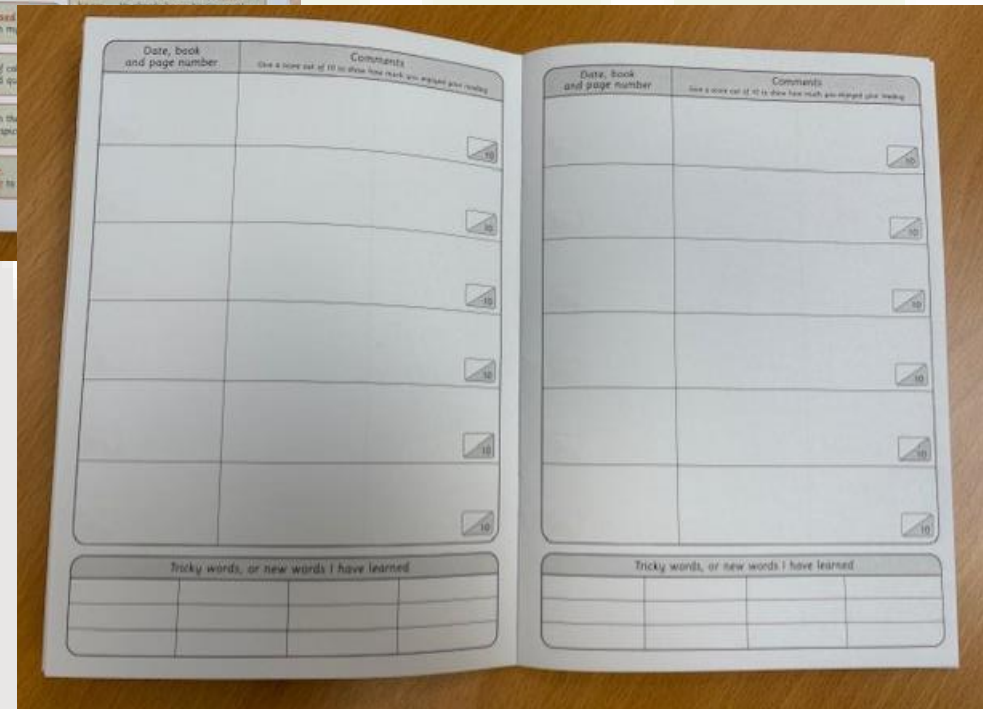 Date, book
and page number
Comments
Give a score out of 10 to show how much you enjoyed your reading
10
10
10
10
10
10
Tricky words, or new words I have learned
Date, book
and page number
Comments
Give a score out of 10 to show how much you enjoyed your reading
10
10
10
10
10
10
Tricky words, or new words I have learned